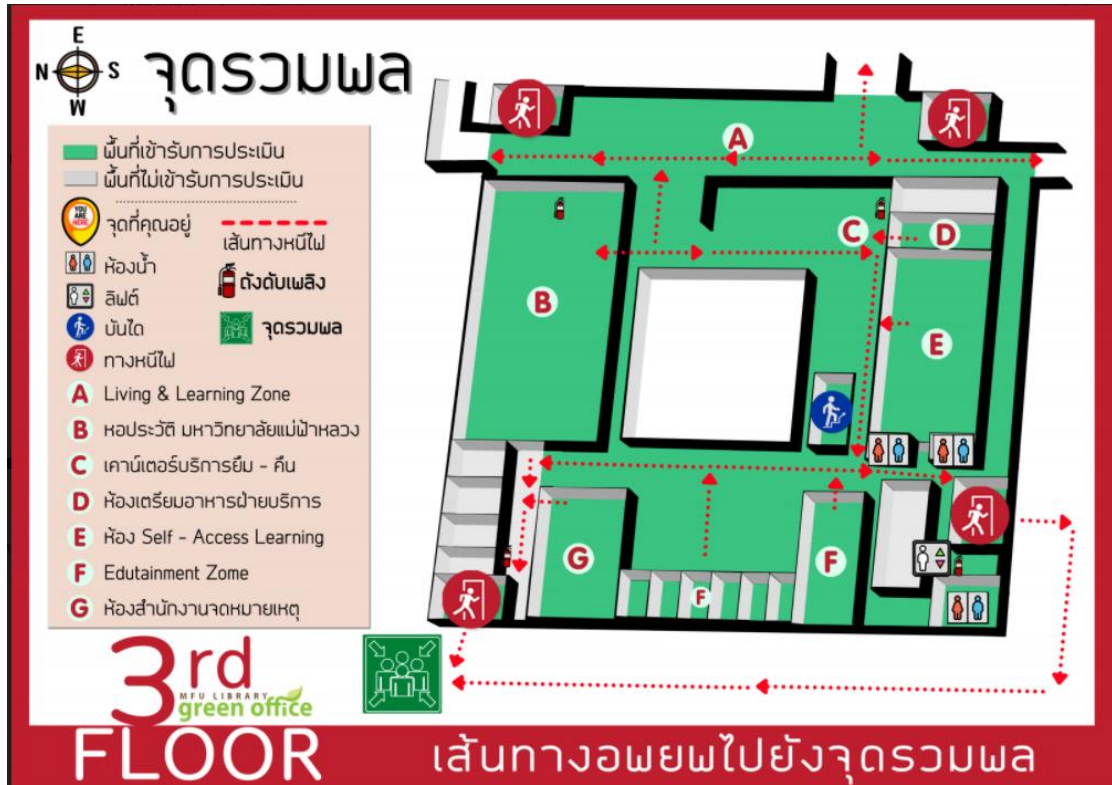 E
N S
W
จุดรวมพล
พื้นที่เข้ารับการประเมิน
พื้นที่ไม่เข้ารับการประเมิน
YOU
ARE
HERE
จุดที่คุณอยู่
เส้นทางหนีไฟ
ห้องน้ำ
ถังดับเพลิง
ลิฟต์
บันได
จุดรวมพล
ทางหนีไฟ
A Living & Learning Zone
B หอประวัติ มหาวิทยาลัยแม่ฟ้าหลวง
C เคาน์เตอร์บริการยืม - คืน
D ห้องเตรียมอาหารฝ่ายบริการ
E ห้อง Self - Access Learning
F Edutainment Zome
G ห้องสำนักงานจดหมายเหตุ
A
C
D
B
E
G
F
F
3rd
MFU LIBRARY
green office
FLOOR
เส้นทางอพยพไปยังจุดรวมพล